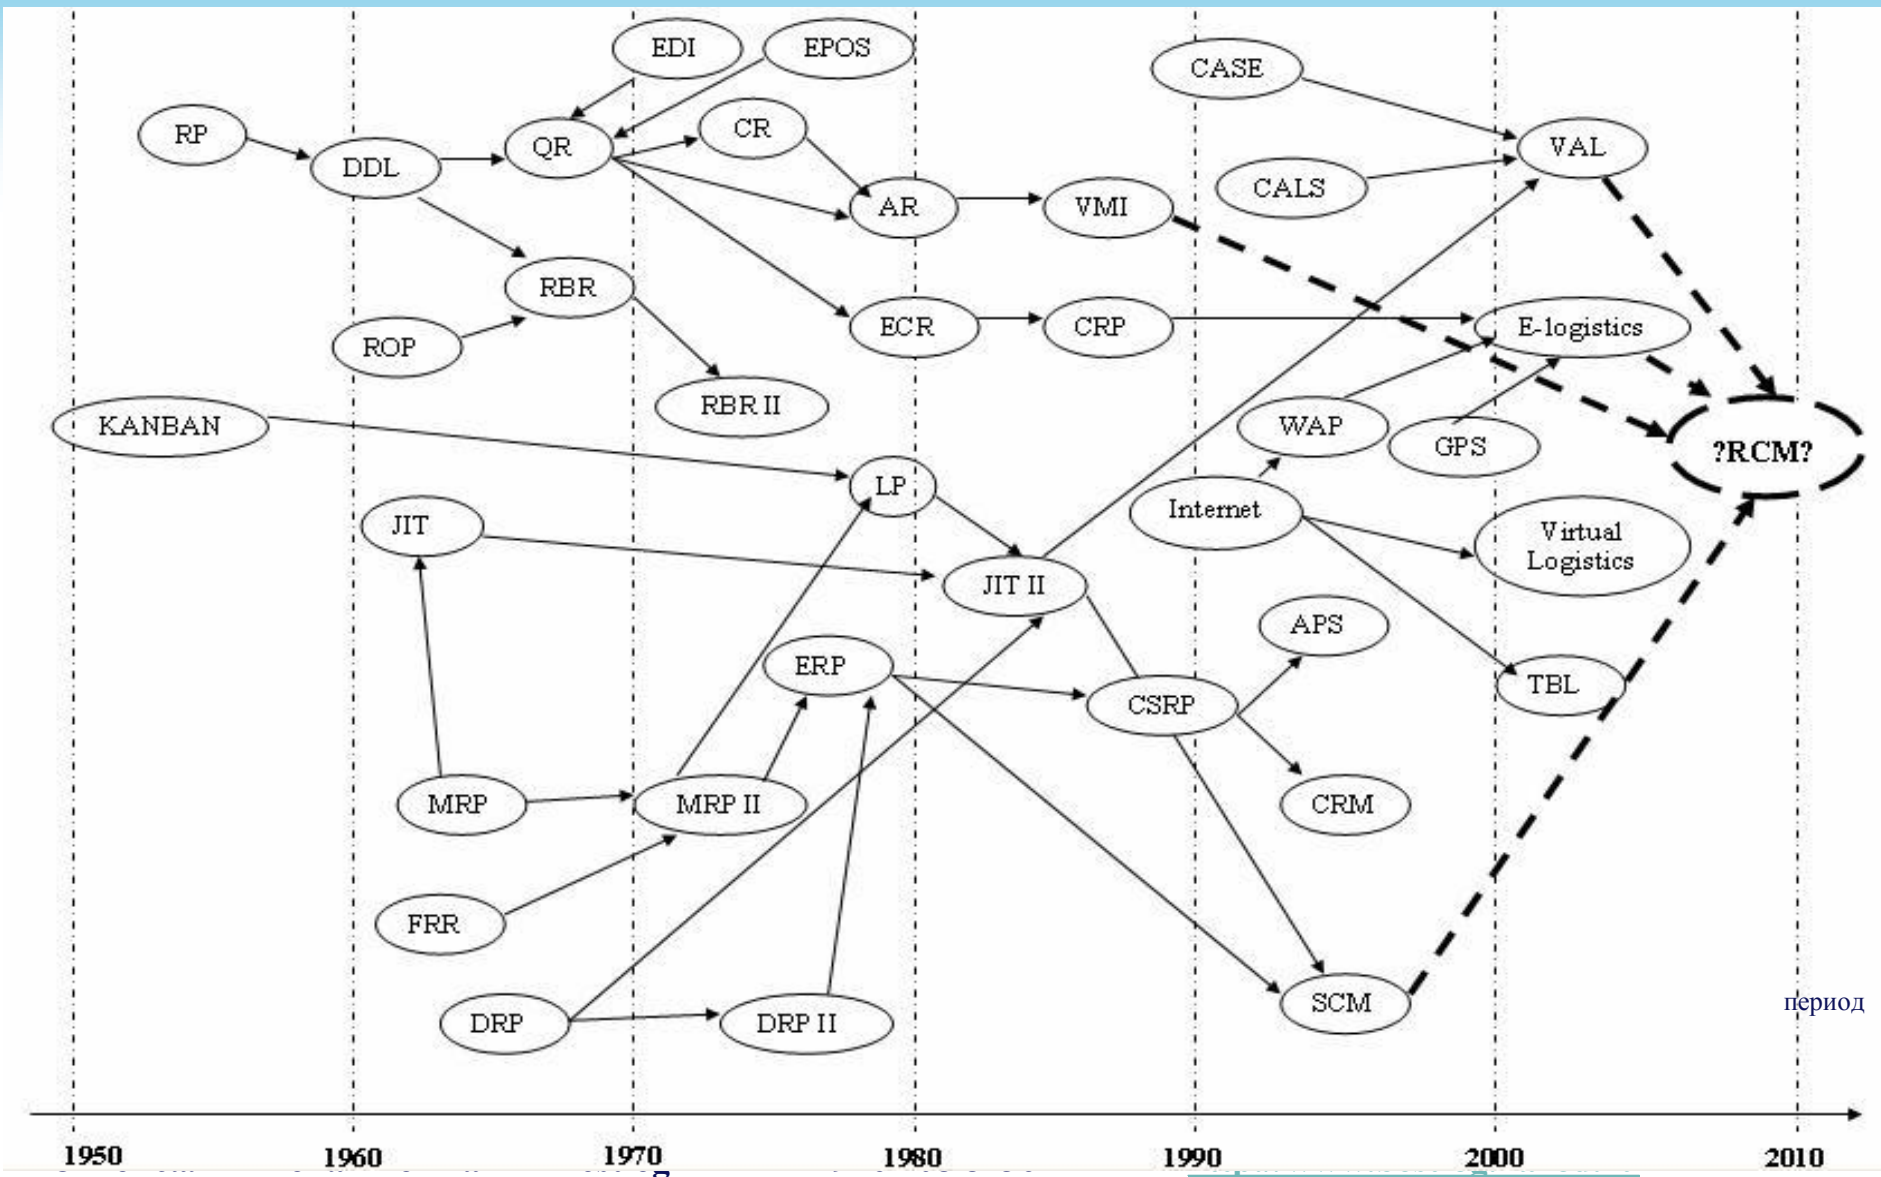 EDI
EPOS
CASE
RP
CR
DDL
QR
VAL
CALS
AR
VMI
RBR
ROP
ECR
CRP
E-logistics
RBR II
KANBAN
WAP
GPS
?RCM?
LP
JIT
Internet
Virtual
Logistics
JIT II
APS
ERP
TBL
CSRP
MRP
MRP II
CRM
FRR
SCM
период
DRP
DRP II
1950
1960
1970
1980
1990
2000
2010